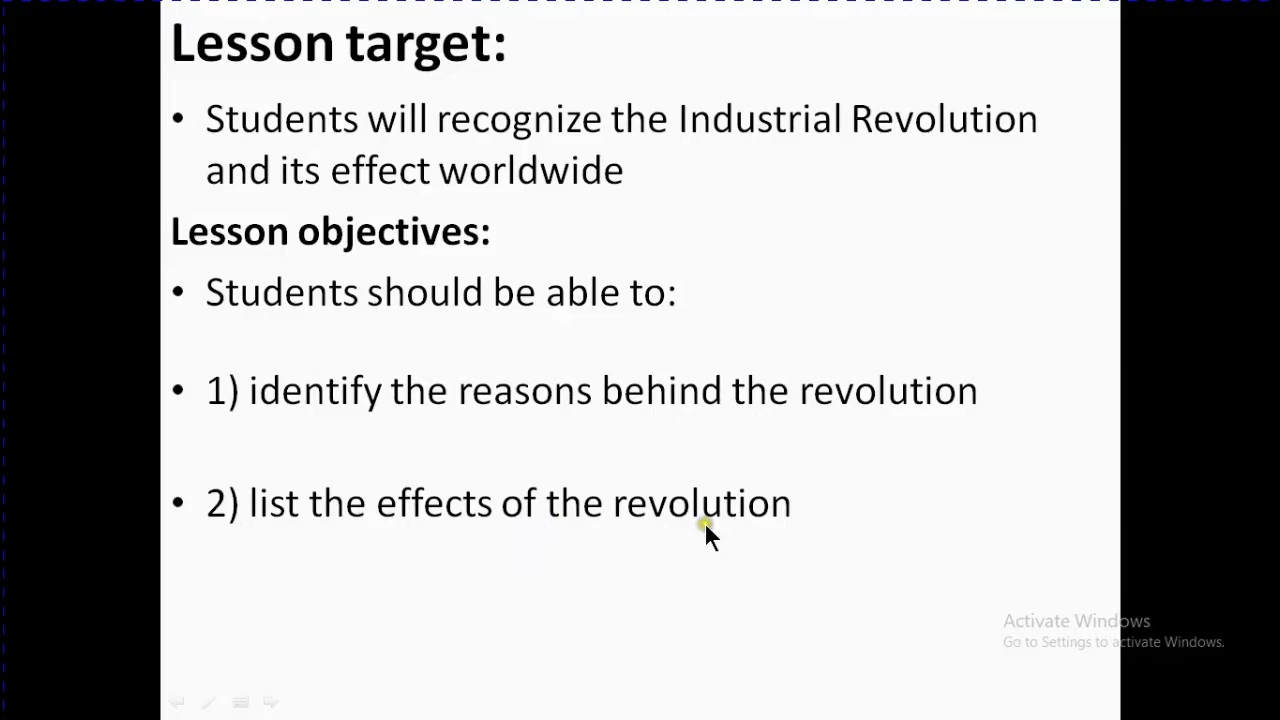 Lesson target:
• Students will recognize the Industrial Revolution
and its effect worldwide
Lesson objectives:
• Students should be able to:
• 1) identify the reasons behind the revolution
• 2) list the effects of the revolution
Activate Windows
Go to Settings to activate Windows.